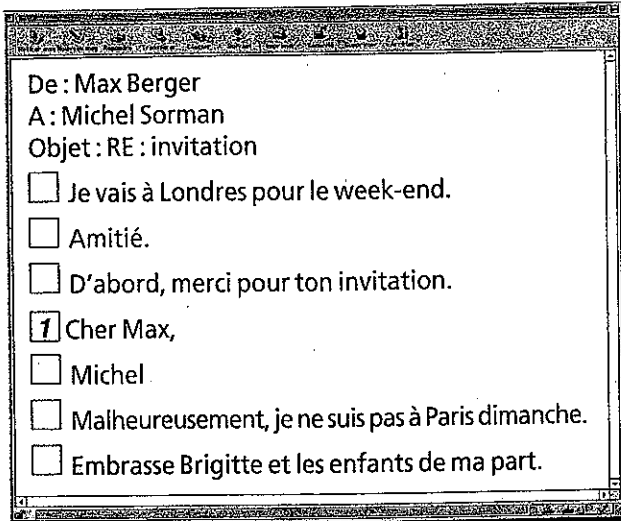 De : Max Berger
A : Michel Sorman
Objet : RE : invitation
Je vais à Londres pour le week-end.
Amitié.
D'abord, merci pour ton invitation.
1 Cher Max,
Michel
Malheureusement, je ne suis pas à Paris dimanche.
Embrasse Brigitte et les enfants de ma part.